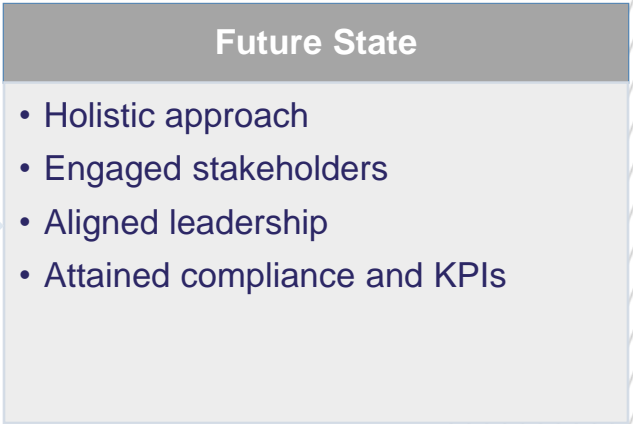 Future State
• Holistic approach
• Engaged stakeholders
• Aligned leadership
• Attained compliance and KPIs